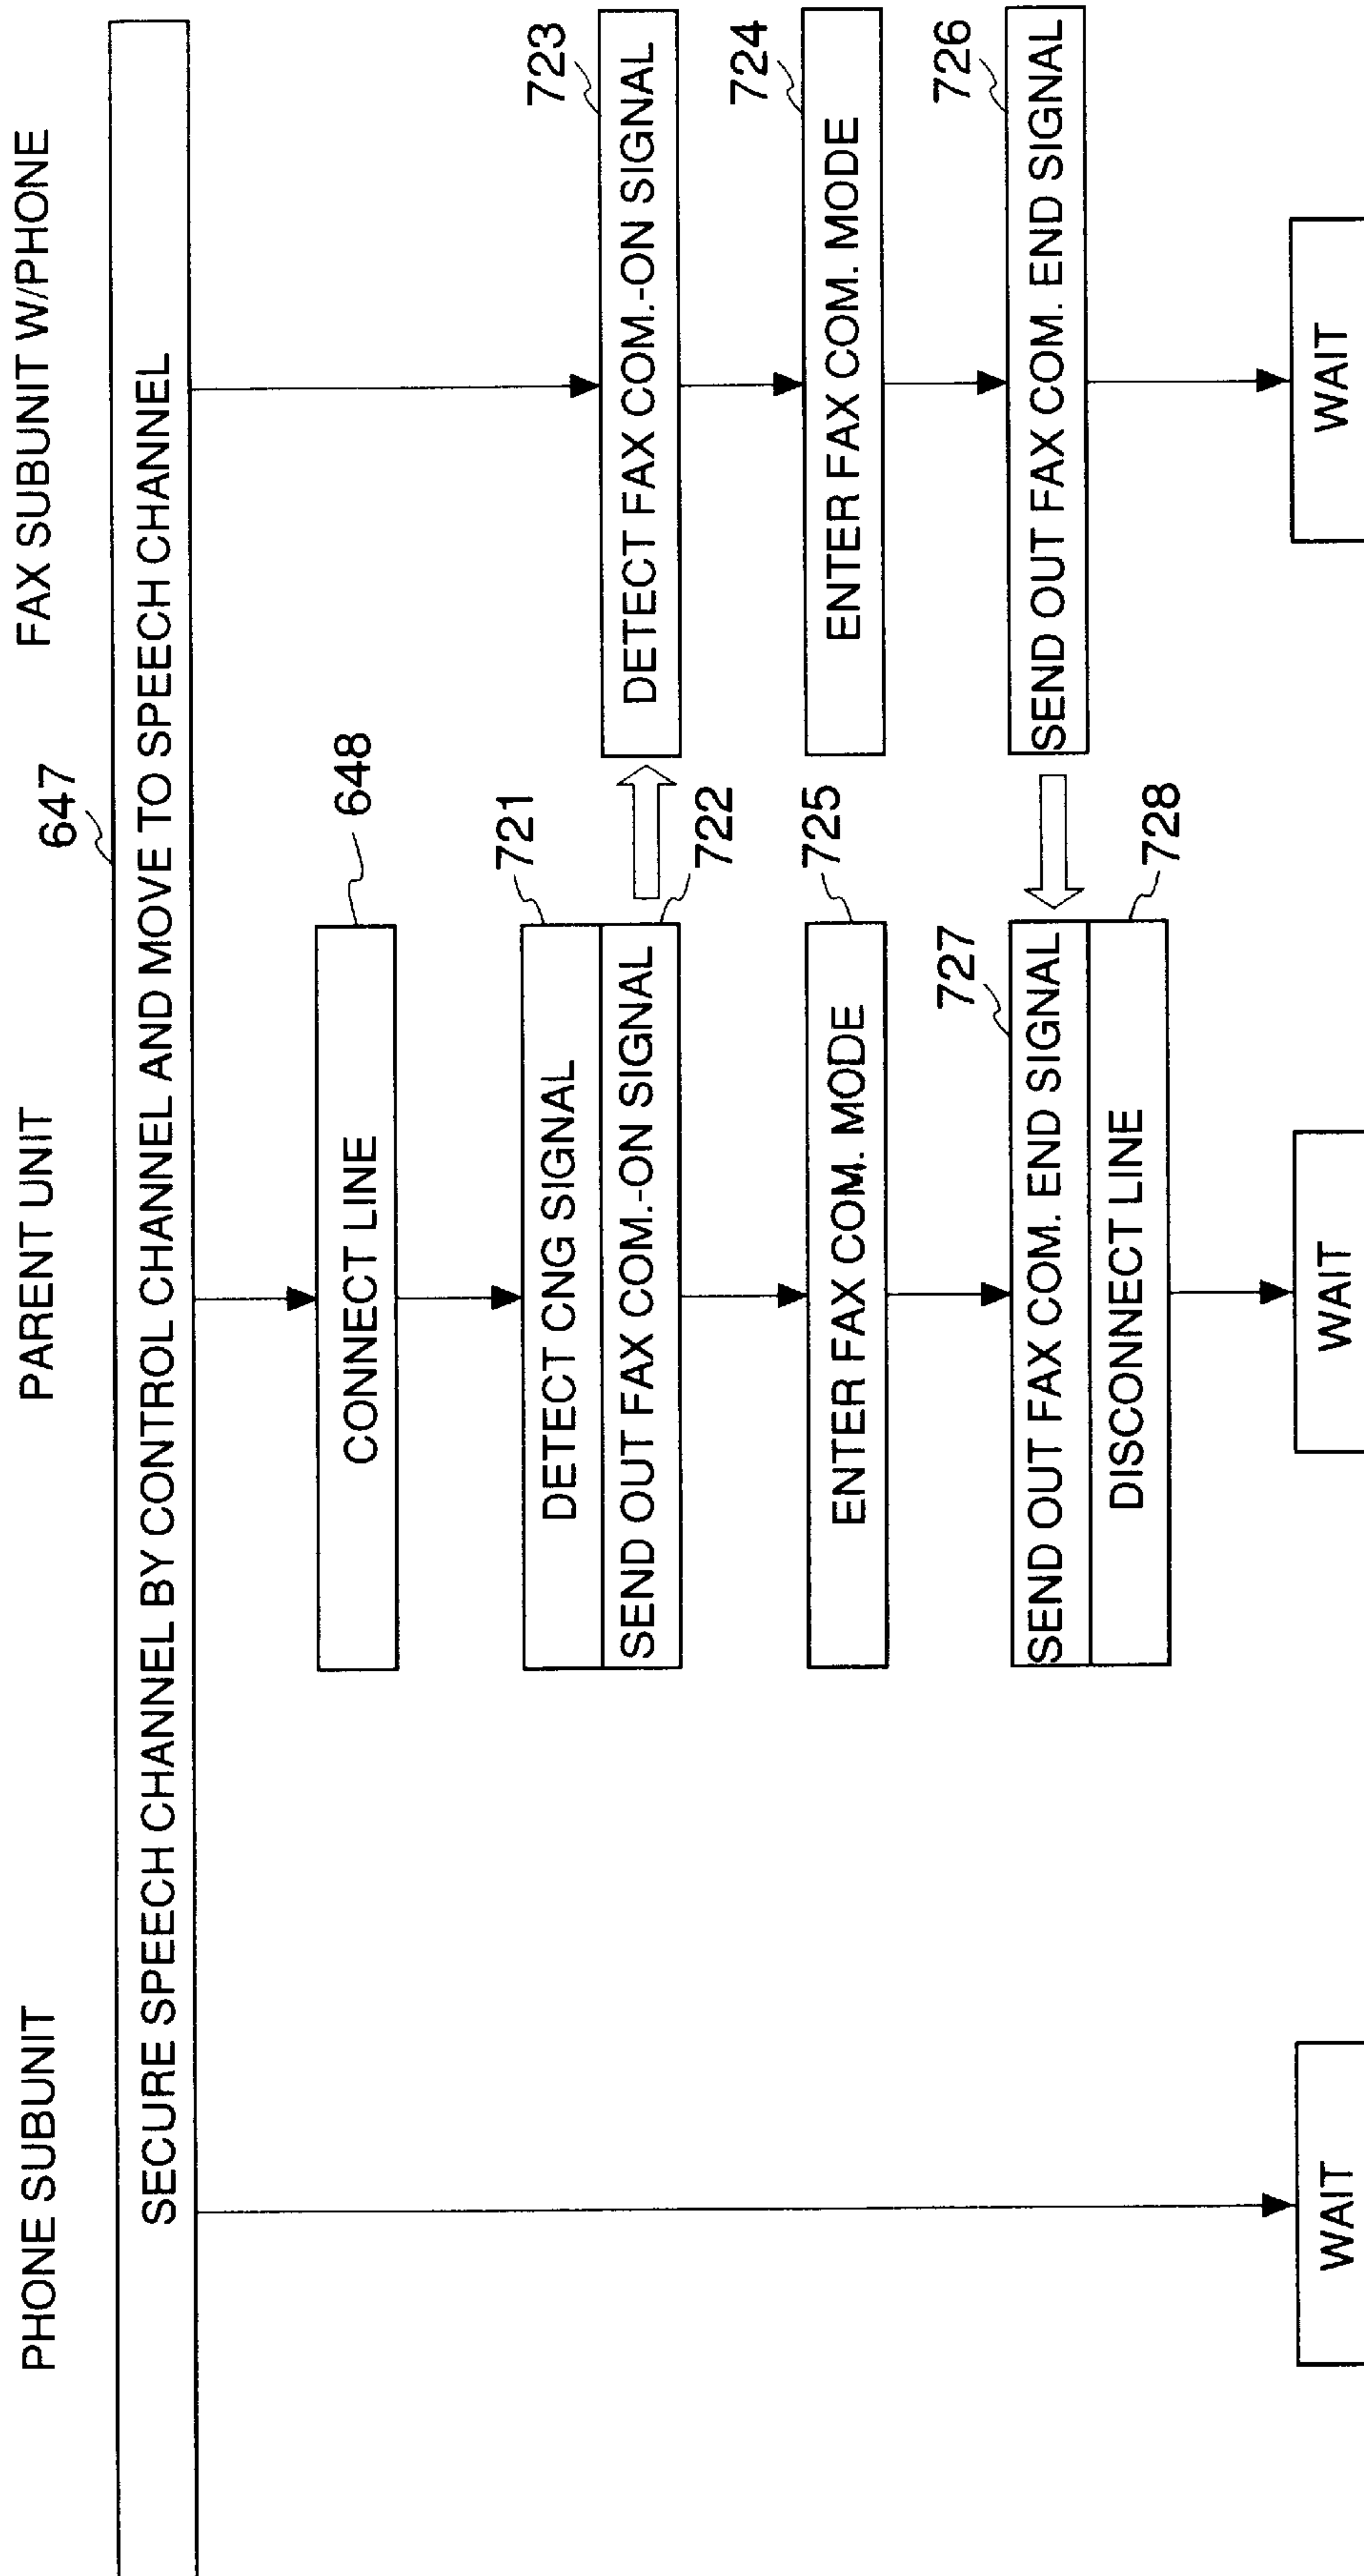 PHONE SUBUNIT
PARENT UNIT
FAX SUBUNIT W/PHONE
647
SECURE SPEECH CHANNEL BY CONTROL CHANNEL AND MOVE TO SPEECH CHANNEL
648
CONNECT LINE
721
DETECT CNG SIGNAL
723
SEND OUT FAX COM.-ON SIGNAL
722
DETECT FAX COM.-ON SIGNAL
725
724
ENTER FAX COM. MODE
ENTER FAX COM. MODE
727
726
SEND OUT FAX COM. END SIGNAL
SEND OUT FAX COM. END SIGNAL
728
DISCONNECT LINE
WAIT
WAIT
WAIT